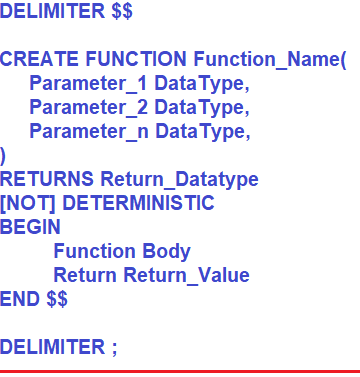 DELIMITER $$
CREATE FUNCTION Function_Name(
Parameter_1 DataType,
Parameter_2 DataType,
Parameter_n DataType,
)
RETURNS Return_Datatype
[NOT] DETERMINISTIC
BEGIN
Function Body
Return Return_Value
END $$
DELIMITER ;